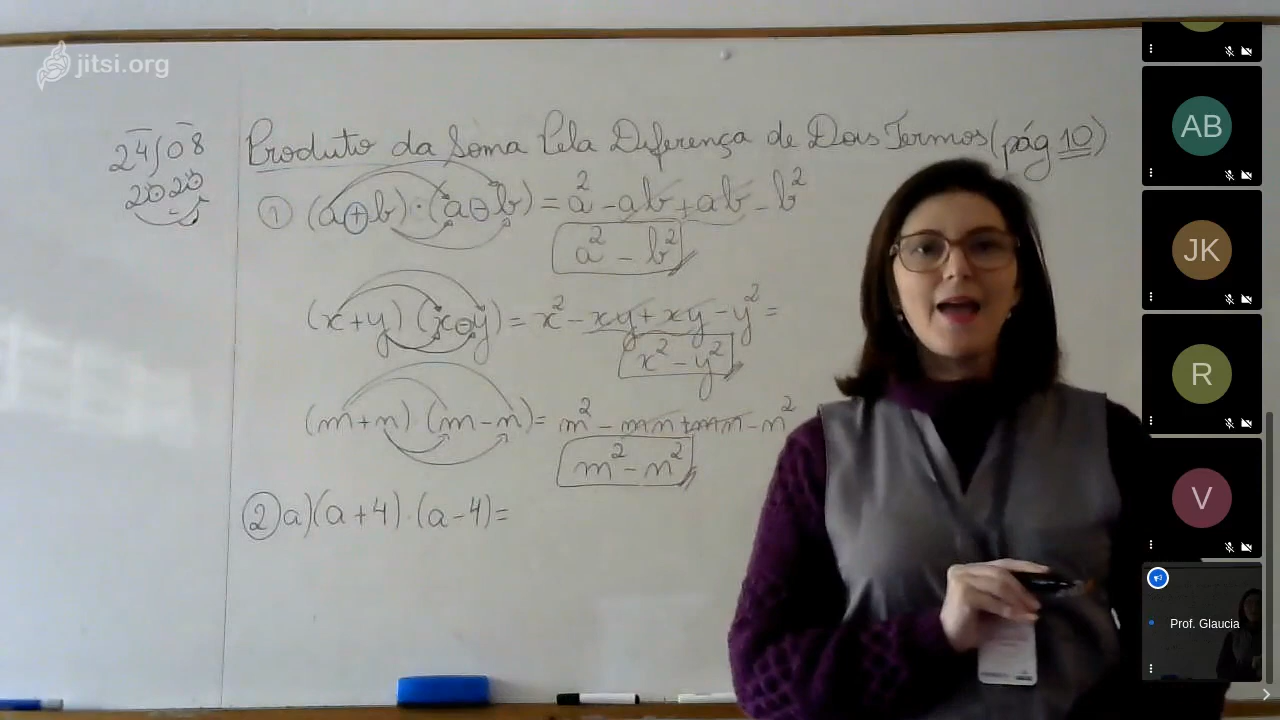 jitsi.org
24/08
2020
Produto da Soma Pela Diferença de Dois Termos (pág 10)
① (a+b)·(a-b) = a² - ab + ab - b²
a² - b²
(x+y) (x-y) = x² - xy + xy - y² =
x² - y²
(m+n) (m-n) = m² - mn + mn - n²
m² - n²
② a) (a+4)·(a-4) =
AB
JK
R
V
Prof. Glaucia